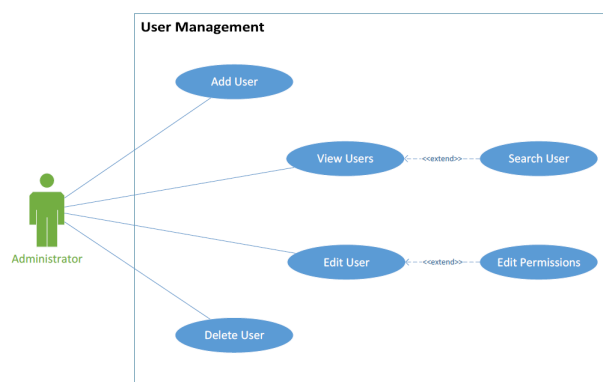 User Management
Add User
View Users
<<extend>>
Search User
Administrator
Edit User
<<extend>>
Edit Permissions
Delete User